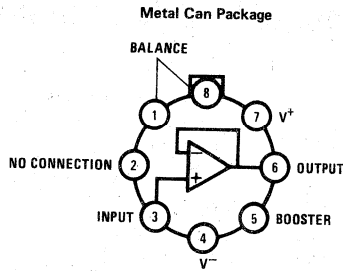 Metal Can Package
BALANCE
8
1
7
V+
NO CONNECTION
2
−
+
6
OUTPUT
INPUT
3
5
BOOSTER
4
V−